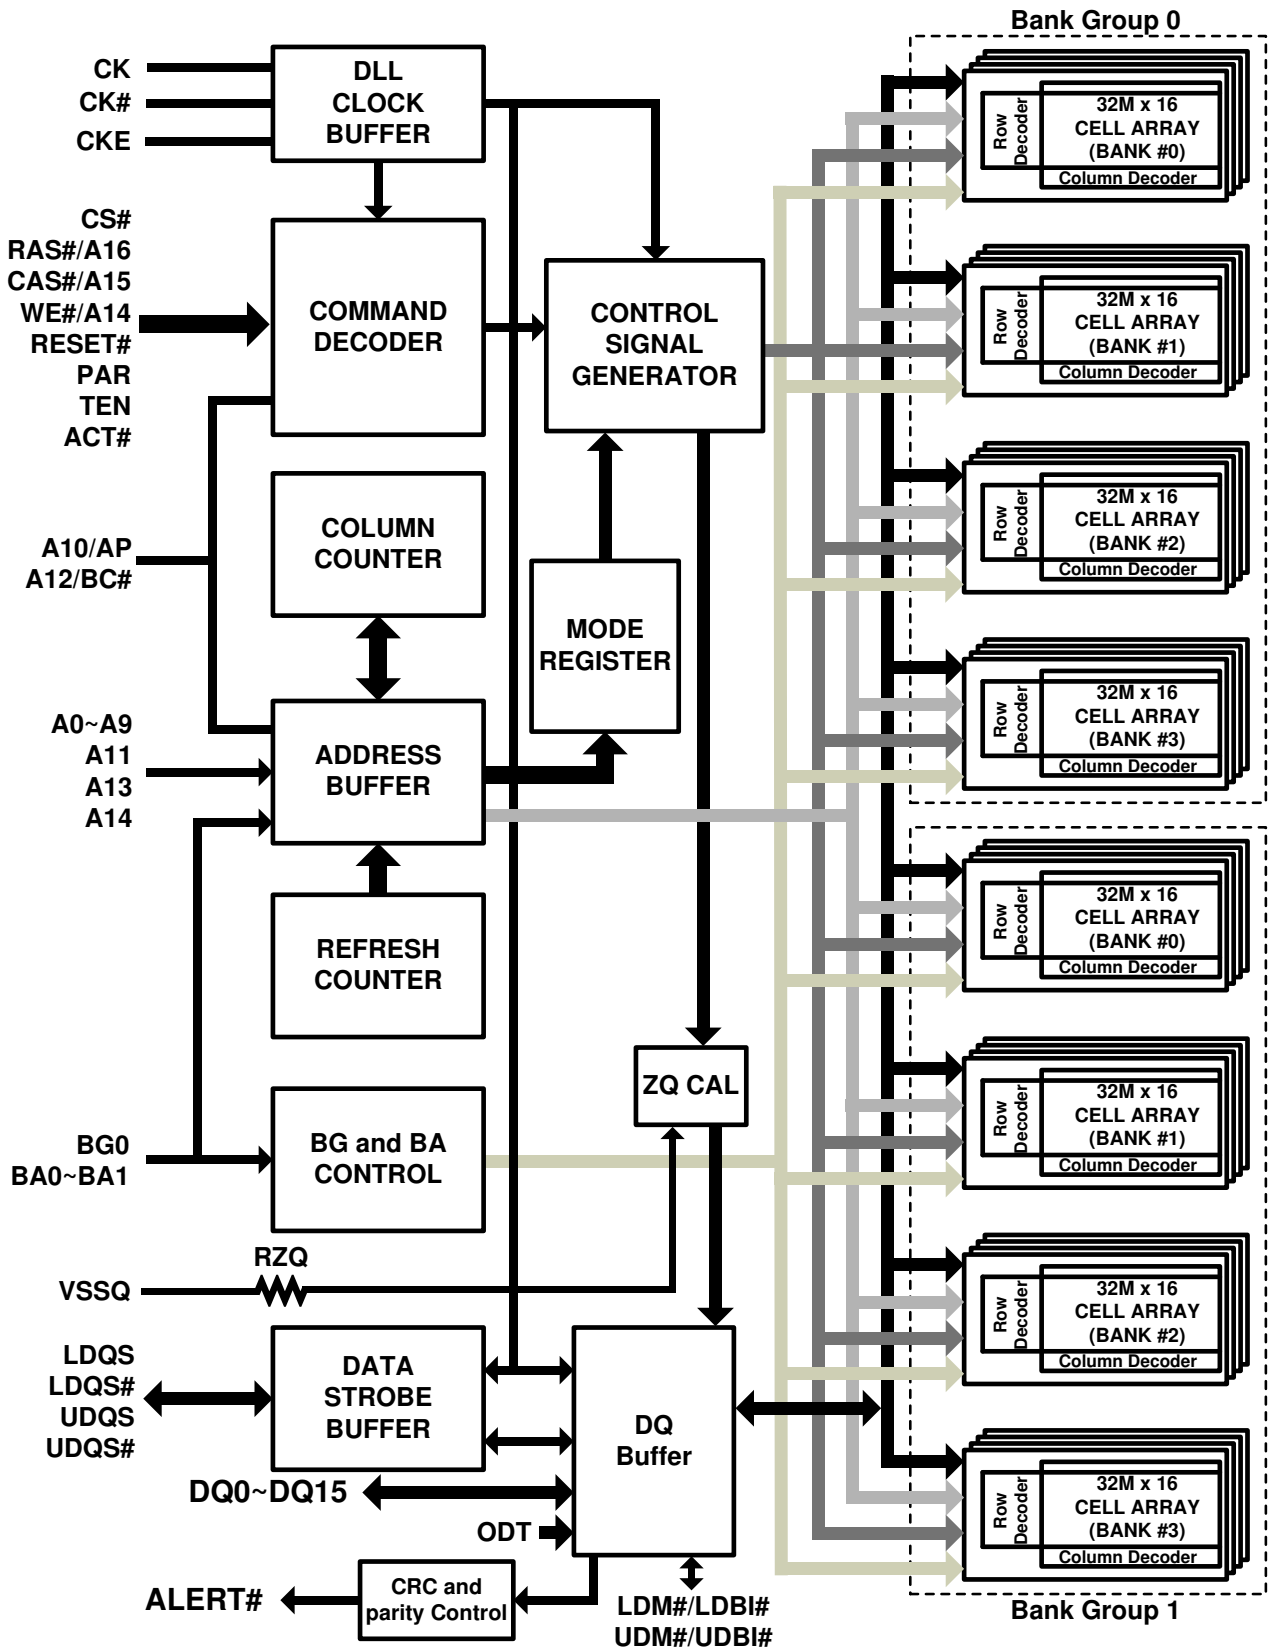 Bank Group 0
CK
CK#
CKE
DLL
CLOCK
BUFFER
CS#
RAS#/A16
CAS#/A15
WE#/A14
RESET#
PAR
TEN
ACT#
COMMAND
DECODER
CONTROL
SIGNAL
GENERATOR
A10/AP
A12/BC#
COLUMN
COUNTER
MODE
REGISTER
A0~A9
A11
A13
A14
ADDRESS
BUFFER
REFRESH
COUNTER
ZQ CAL
BG0
BA0~BA1
BG and BA
CONTROL
RZQ
VSSQ
LDQS
LDQS#
UDQS
UDQS#
DATA
STROBE
BUFFER
DQ
Buffer
DQ0~DQ15
ODT
ALERT#
CRC and
parity Control
LDM#/LDBI#
UDM#/UDBI#
Row
Decoder
32M x 16
CELL ARRAY
(BANK #0)
Column Decoder
Row
Decoder
32M x 16
CELL ARRAY
(BANK #1)
Column Decoder
Row
Decoder
32M x 16
CELL ARRAY
(BANK #2)
Column Decoder
Row
Decoder
32M x 16
CELL ARRAY
(BANK #3)
Column Decoder
Row
Decoder
32M x 16
CELL ARRAY
(BANK #0)
Column Decoder
Row
Decoder
32M x 16
CELL ARRAY
(BANK #1)
Column Decoder
Row
Decoder
32M x 16
CELL ARRAY
(BANK #2)
Column Decoder
Row
Decoder
32M x 16
CELL ARRAY
(BANK #3)
Column Decoder
Bank Group 1